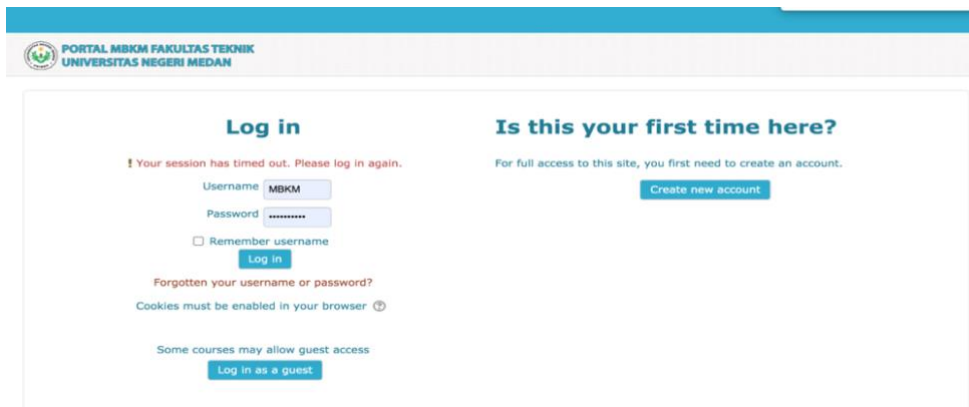 PORTAL MBKM FAKULTAS TEKNIK
UNIVERSITAS NEGERI MEDAN
Log in
! Your session has timed out. Please log in again.
Username MBKM
Password ••••••••••
Remember username
Log in
Forgotten your username or password?
Cookies must be enabled in your browser ?
Some courses may allow guest access
Log in as a guest
Is this your first time here?
For full access to this site, you first need to create an account.
Create new account